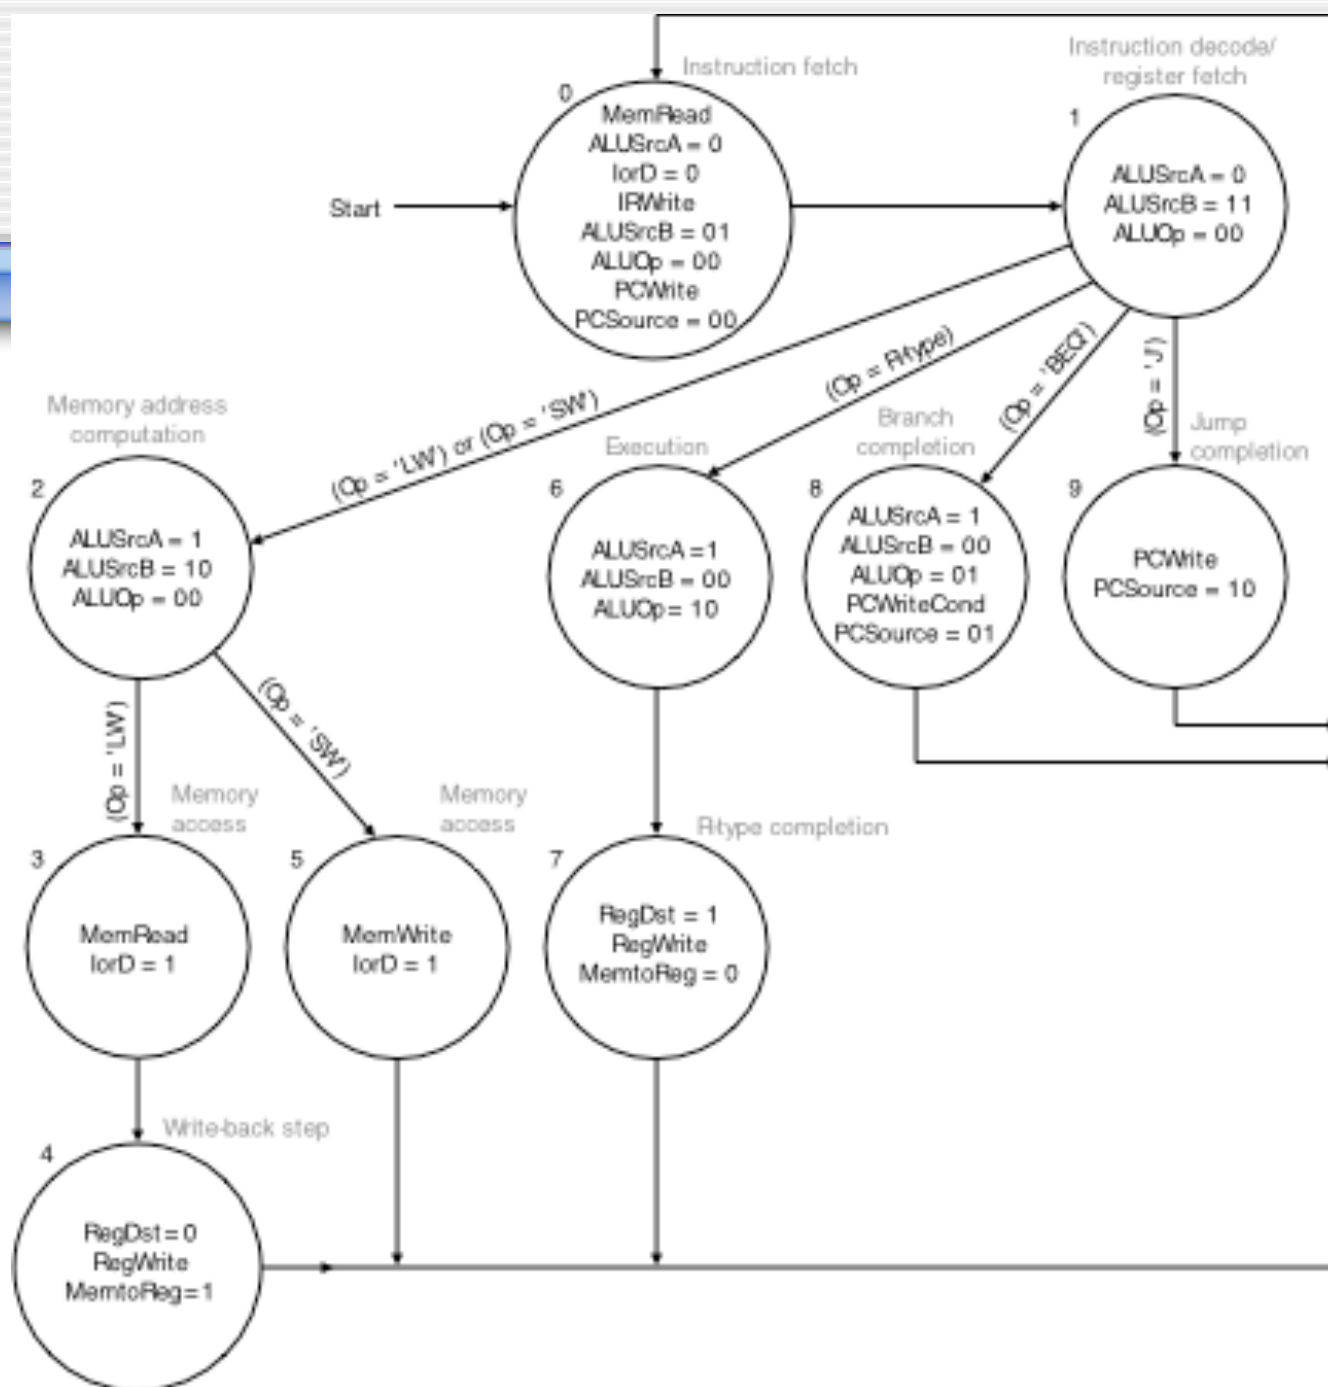 Instruction fetch
0
MemRead
ALUSrcA = 0
IorD = 0
IRWrite
ALUSrcB = 01
ALUOp = 00
PCWrite
PCSource = 00
Start
Instruction decode/
register fetch
1
ALUSrcA = 0
ALUSrcB = 11
ALUOp = 00
(Op = 'LW') or (Op = 'SW')
(Op = R-type)
(Op = 'BEQ')
(Op = 'J')
Memory address
computation
2
ALUSrcA = 1
ALUSrcB = 10
ALUOp = 00
Execution
6
ALUSrcA =1
ALUSrcB = 00
ALUOp= 10
Branch
completion
8
ALUSrcA = 1
ALUSrcB = 00
ALUOp = 01
PCWriteCond
PCSource = 01
Jump
completion
9
PCWrite
PCSource = 10
(Op = 'LW')
(Op = 'SW')
Memory
access
3
MemRead
IorD = 1
Memory
access
5
MemWrite
IorD = 1
R-type completion
7
RegDst = 1
RegWrite
MemtoReg = 0
Write-back step
4
RegDst=0
RegWrite
MemtoReg=1